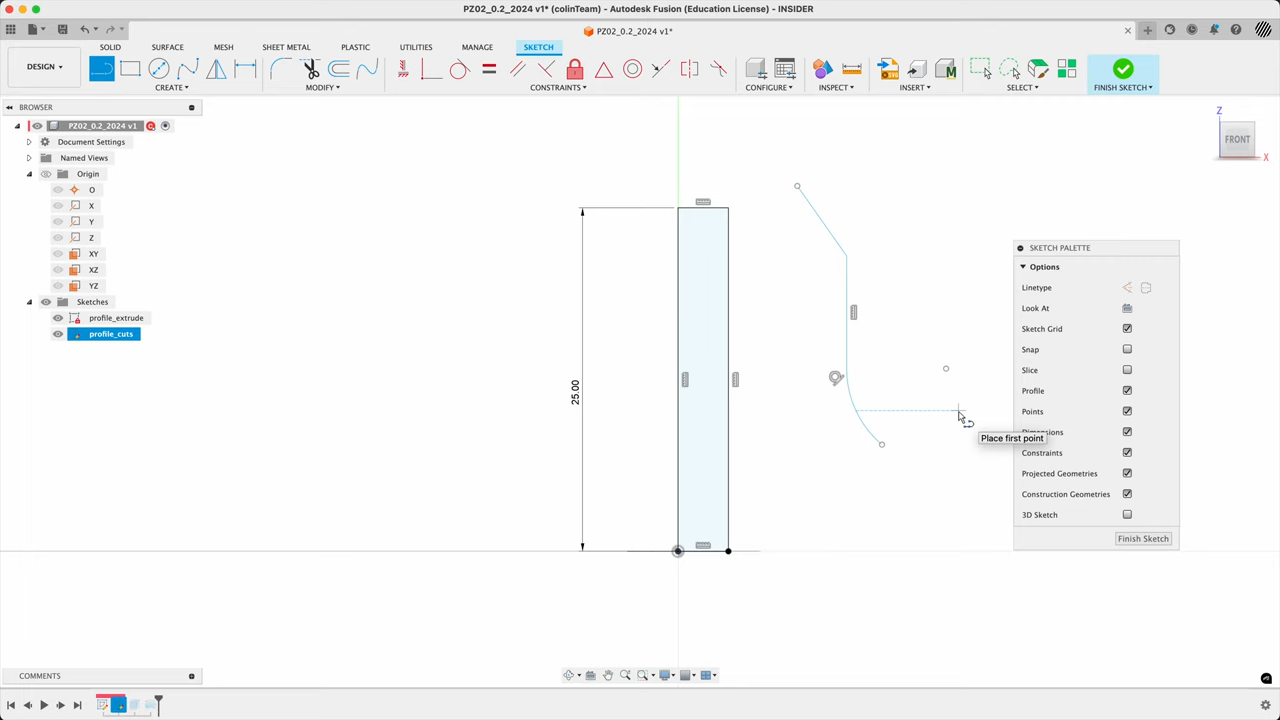 PZ02_0.2_2024 v1* (colinTeam) - Autodesk Fusion (Education License) - INSIDER
PZ02_0.2_2024 v1*
DESIGN
SOLID
SURFACE
MESH
SHEET METAL
PLASTIC
UTILITIES
MANAGE
SKETCH
CREATE
MODIFY
CONSTRAINTS
CONFIGURE
INSPECT
INSERT
SELECT
FINISH SKETCH
BROWSER
PZ02_0.2_2024 v1
Document Settings
Named Views
Origin
O
X
Y
Z
XY
XZ
YZ
Sketches
profile_extrude
profile_cuts
25.00
Place first point
Z
FRONT
X
SKETCH PALETTE
Options
Linetype
Look At
Sketch Grid
Snap
Slice
Profile
Points
Dimensions
Constraints
Projected Geometries
Construction Geometries
3D Sketch
Finish Sketch
COMMENTS